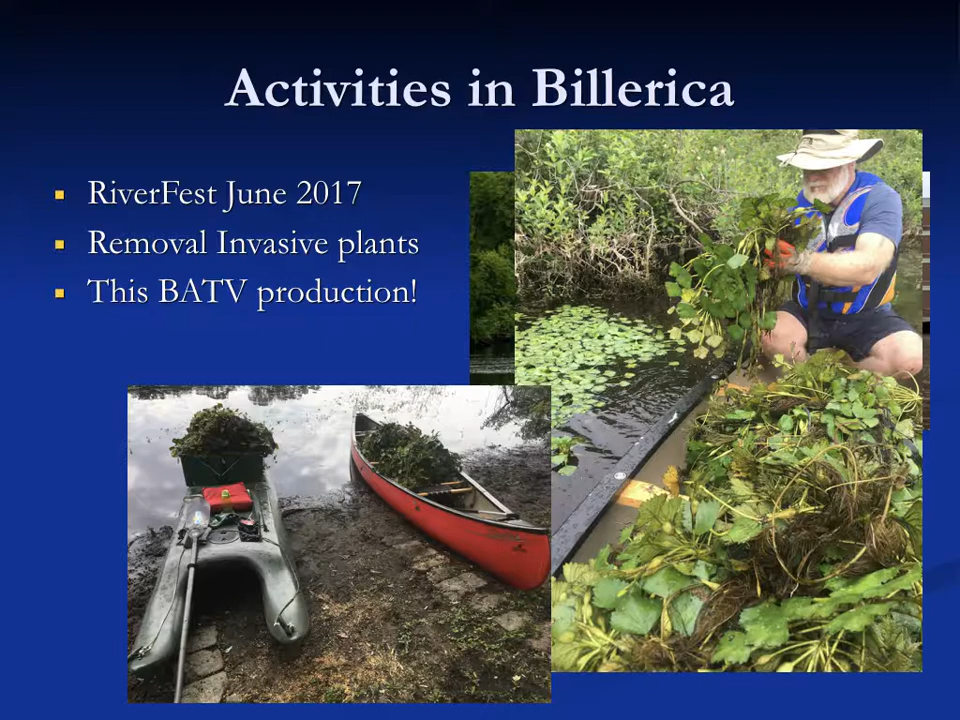 Activities in Billerica
RiverFest June 2017
Removal Invasive plants
This BATV production!